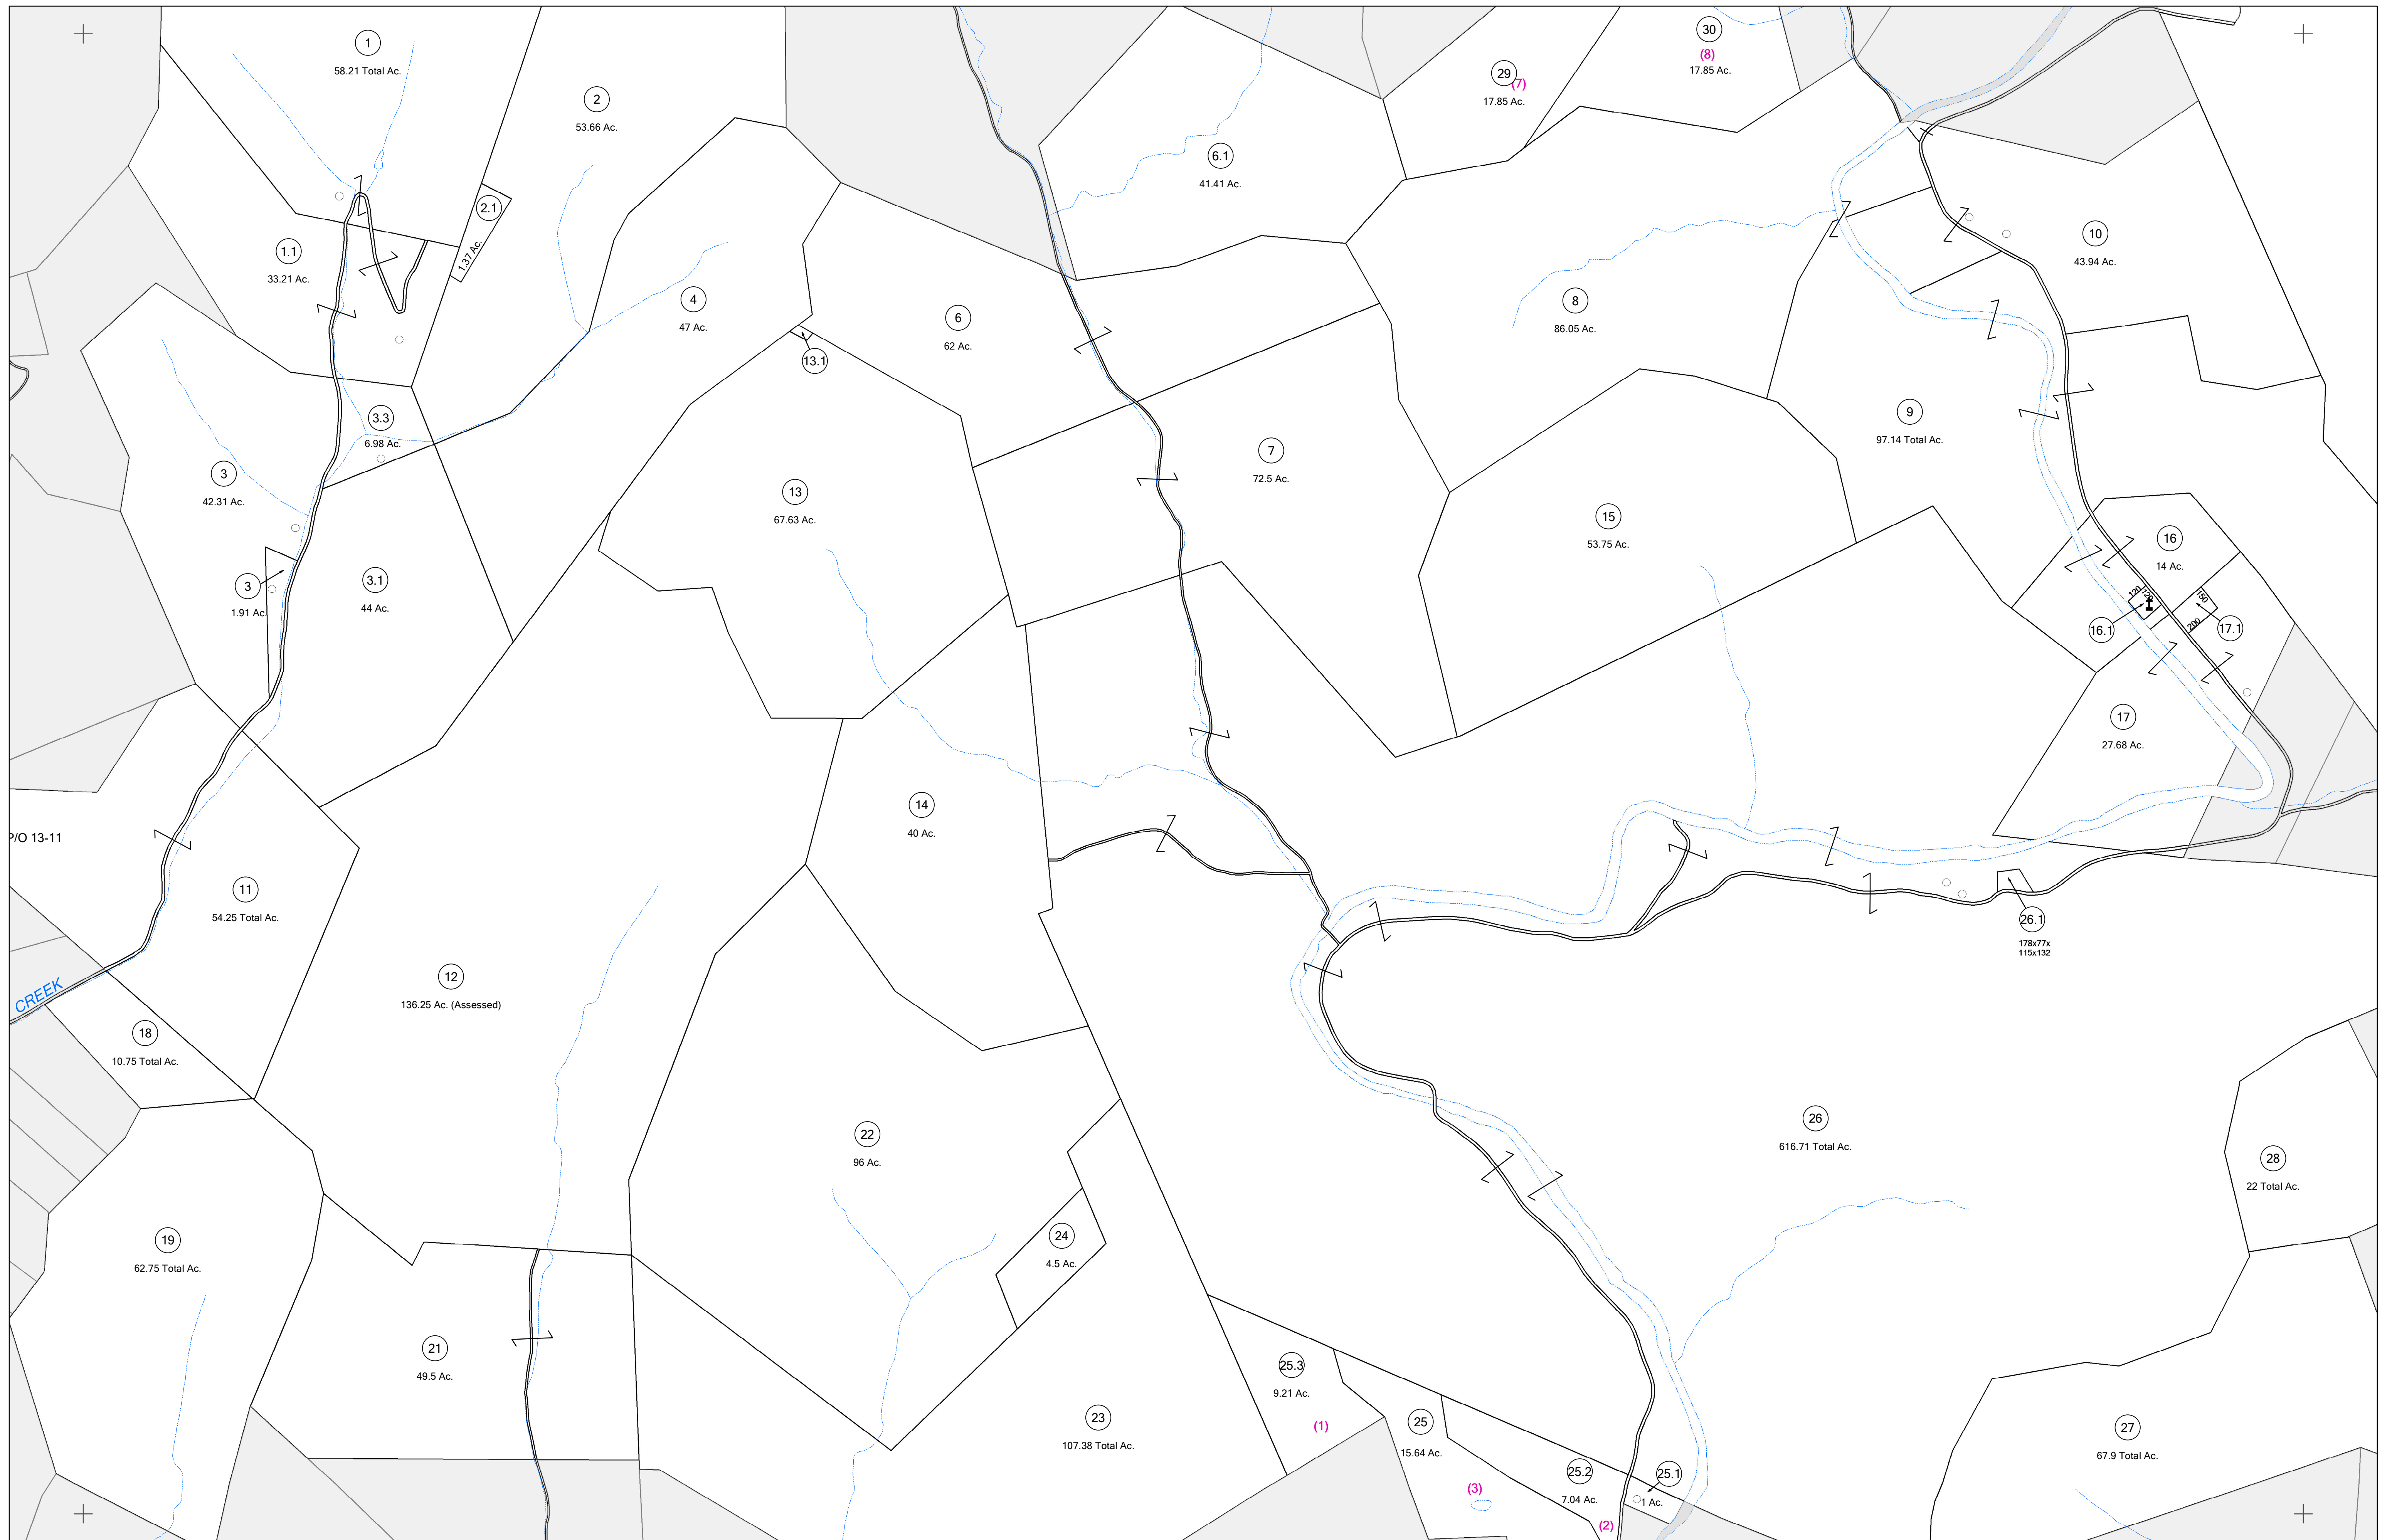 1
58.21 Total Ac.
2
53.66 Ac.
29
(7)
17.85 Ac.
30
(8)
17.85 Ac.
6.1
41.41 Ac.
2.1
1.37 Ac.
1.1
33.21 Ac.
10
43.94 Ac.
4
47 Ac.
6
62 Ac.
8
86.05 Ac.
13.1
3.3
6.98 Ac.
9
97.14 Total Ac.
3
42.31 Ac.
7
72.5 Ac.
13
67.63 Ac.
15
53.75 Ac.
16
14 Ac.
3
1.91 Ac.
3.1
44 Ac.
120
120
150
200
16.1
17.1
17
27.68 Ac.
14
40 Ac.
P/O 13-11
11
54.25 Total Ac.
26.1
178x77x
115x132
12
136.25 Ac. (Assessed)
CREEK
18
10.75 Total Ac.
26
616.71 Total Ac.
22
96 Ac.
28
22 Total Ac.
19
62.75 Total Ac.
24
4.5 Ac.
21
49.5 Ac.
25.3
9.21 Ac.
(1)
23
107.38 Total Ac.
25
15.64 Ac.
(3)
27
67.9 Total Ac.
25.2
7.04 Ac.
(2)
25.1
1 Ac.